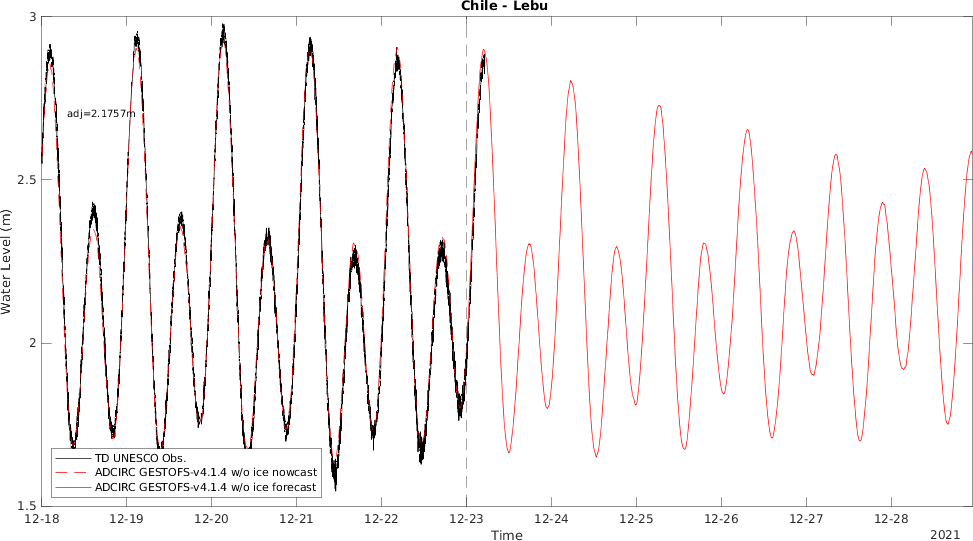 Chile - Lebu
3
2.5
2
1.5
Water Level (m)
adj=2.1757m
TD UNESCO Obs.
ADCIRC GESTOFS-v4.1.4 w/o ice nowcast
ADCIRC GESTOFS-v4.1.4 w/o ice forecast
12-18 12-19 12-20 12-21 12-22 12-23 12-24 12-25 12-26 12-27 12-28
Time
2021